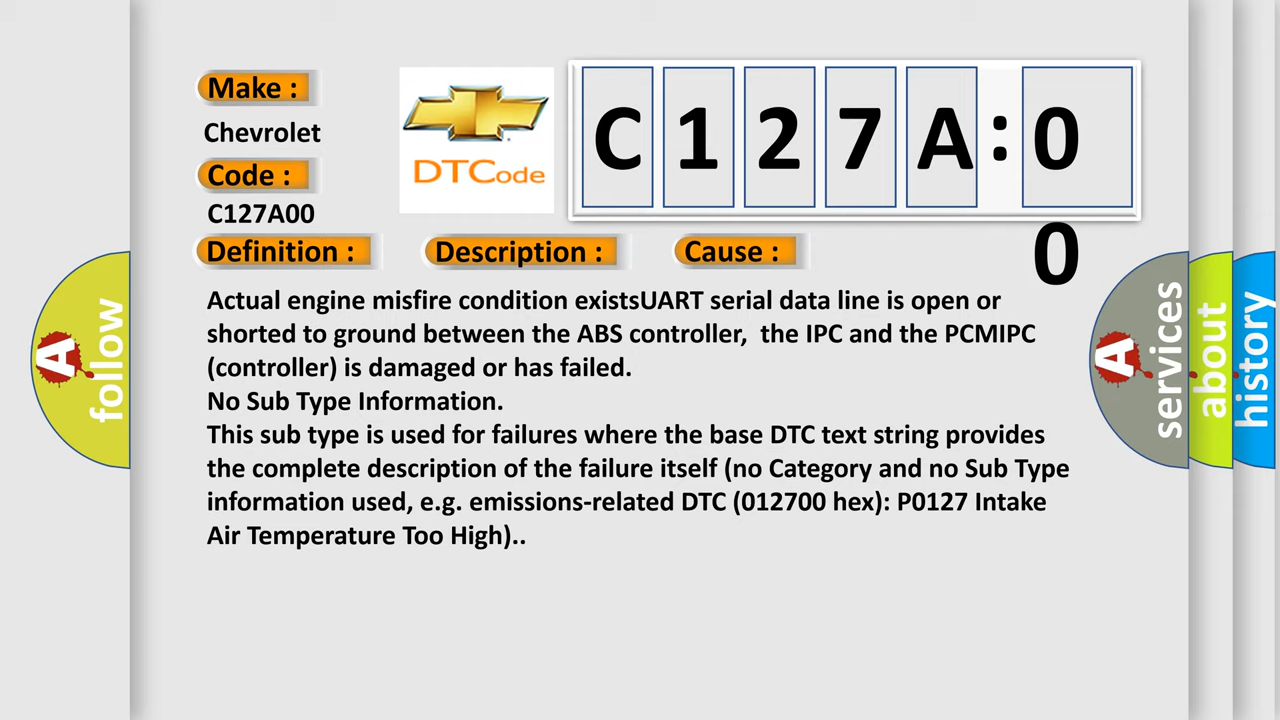 Make :
Chevrolet
Code :
C127A00
DTCode
C127A:0
0
Definition :
Description :
Cause :
Actual engine misfire condition existsUART serial data line is open or
shorted to ground between the ABS controller,  the IPC and the PCMIPC
(controller) is damaged or has failed.
No Sub Type Information.
This sub type is used for failures where the base DTC text string provides
the complete description of the failure itself (no Category and no Sub Type
information used, e.g. emissions-related DTC (012700 hex): P0127 Intake
Air Temperature Too High)..
A follow
A services
about
history